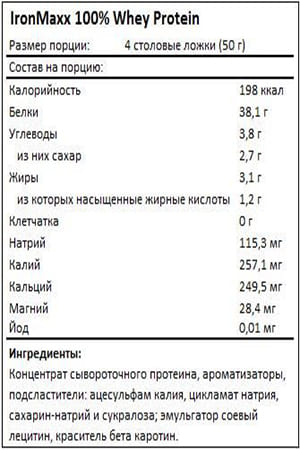 IronMaxx 100% Whey Protein
Размер порции: 4 столовые ложки (50 г)
Состав на порцию:
Калорийность 198 ккал
Белки 38,1 г
Углеводы 3,8 г
из них сахар 2,7 г
Жиры 3,1 г
из которых насыщенные жирные кислоты 1,2 г
Клетчатка 0 г
Натрий 115,3 мг
Калий 257,1 мг
Кальций 249,5 мг
Магний 28,4 мг
Йод 0,01 мг
Ингредиенты:
Концентрат сывороточного протеина, ароматизаторы,
подсластители: ацесульфам калия, цикламат натрия,
сахарин-натрий и сукралоза; эмульгатор соевый
лецитин, краситель бета каротин.